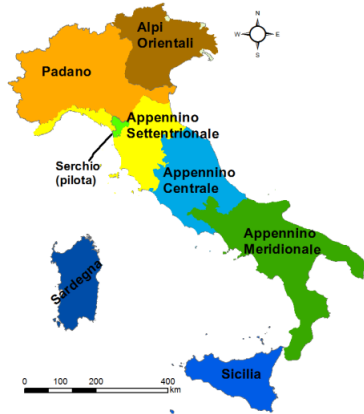 Alpi
Orientali
N
W E
S
Padano
Appennino
Settentrionale
Serchio
(pilota)
Appennino
Centrale
Appennino
Meridionale
Sardegna
Sicilia
0 100 200 400
km